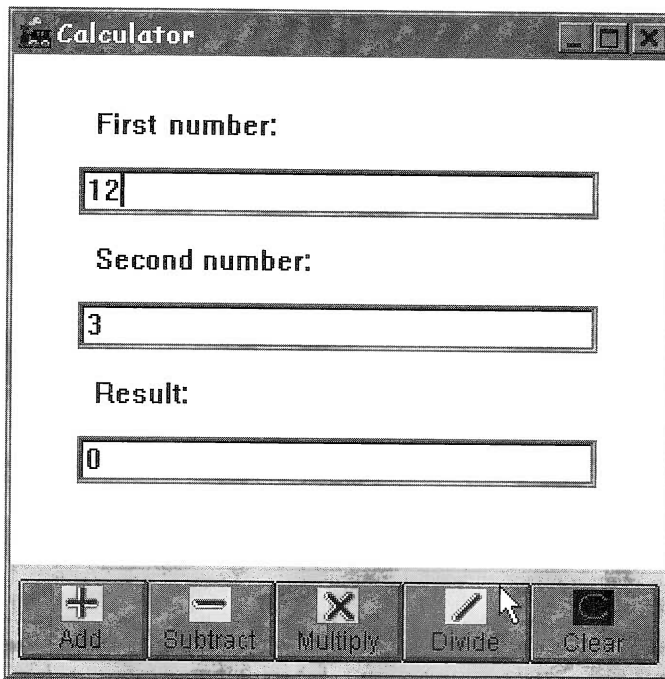 Calculator
First number:
12
Second number:
3
Result:
0
Add Subtract Multiply Divide Clear